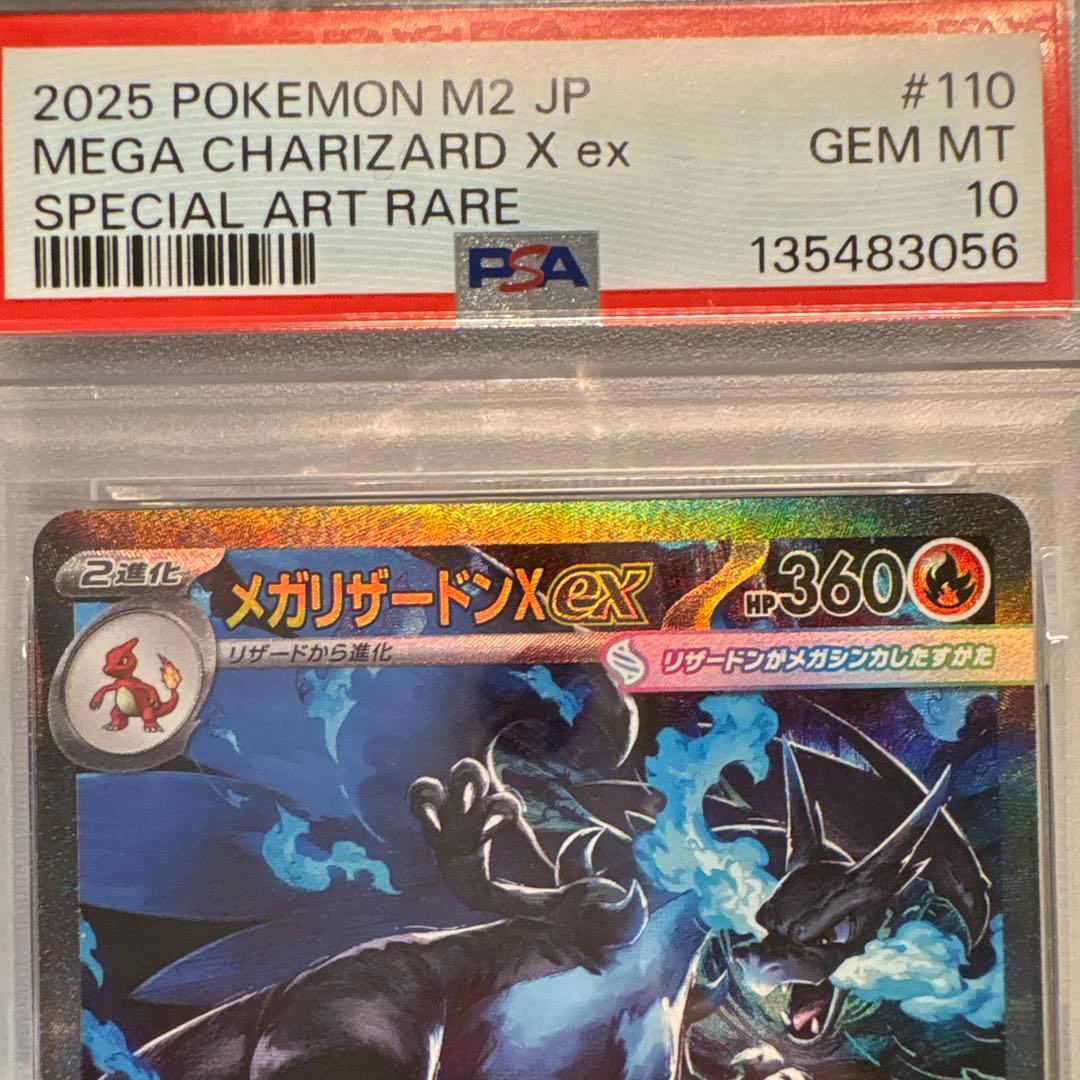 2025 POKEMON M2 JP
#110
MEGA CHARIZARD X ex
GEM MT
SPECIAL ART RARE
10
PSA
135483056
2進化
メガリザードンXex
HP360
リザードから進化
リザードンがメガシンカしたすがた